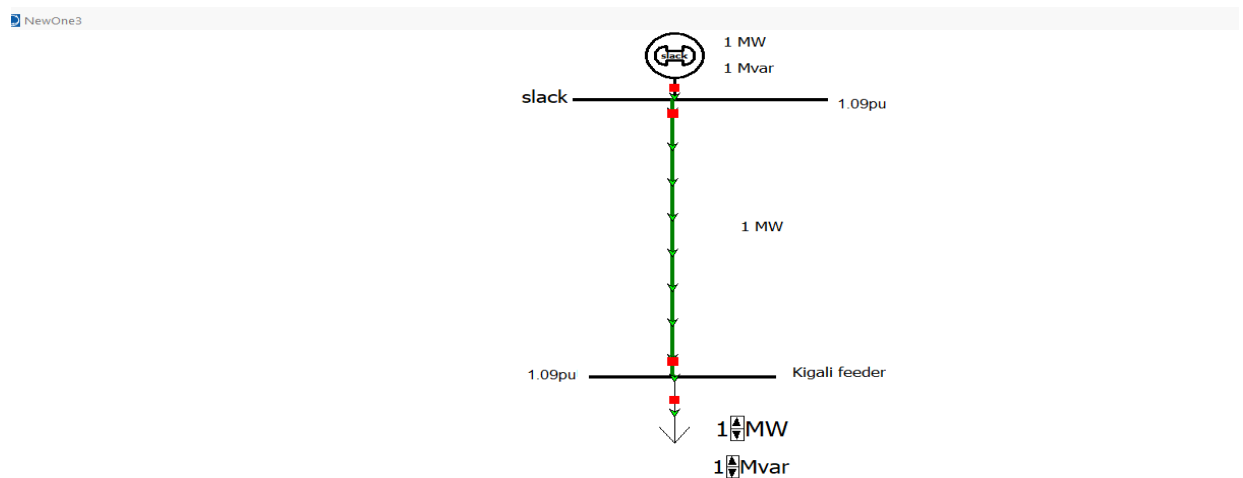 NewOne3
1 MW
slack
1 Mvar
slack
1.09pu
1 MW
1.09pu
Kigali feeder
1 MW
1 Mvar